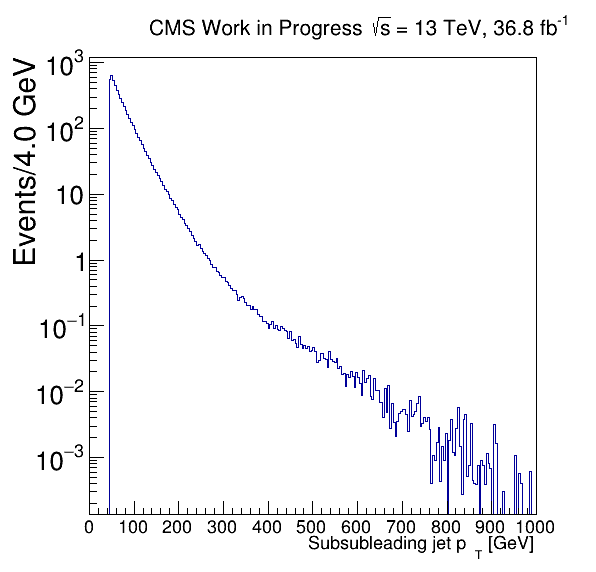 CMS Work in Progress √s = 13 TeV, 36.8 fb⁻¹
Events/4.0 GeV
10³
10²
10
1
10⁻¹
10⁻²
10⁻³
0 100 200 300 400 500 600 700 800 900 1000
Subsubleading jet p_T [GeV]